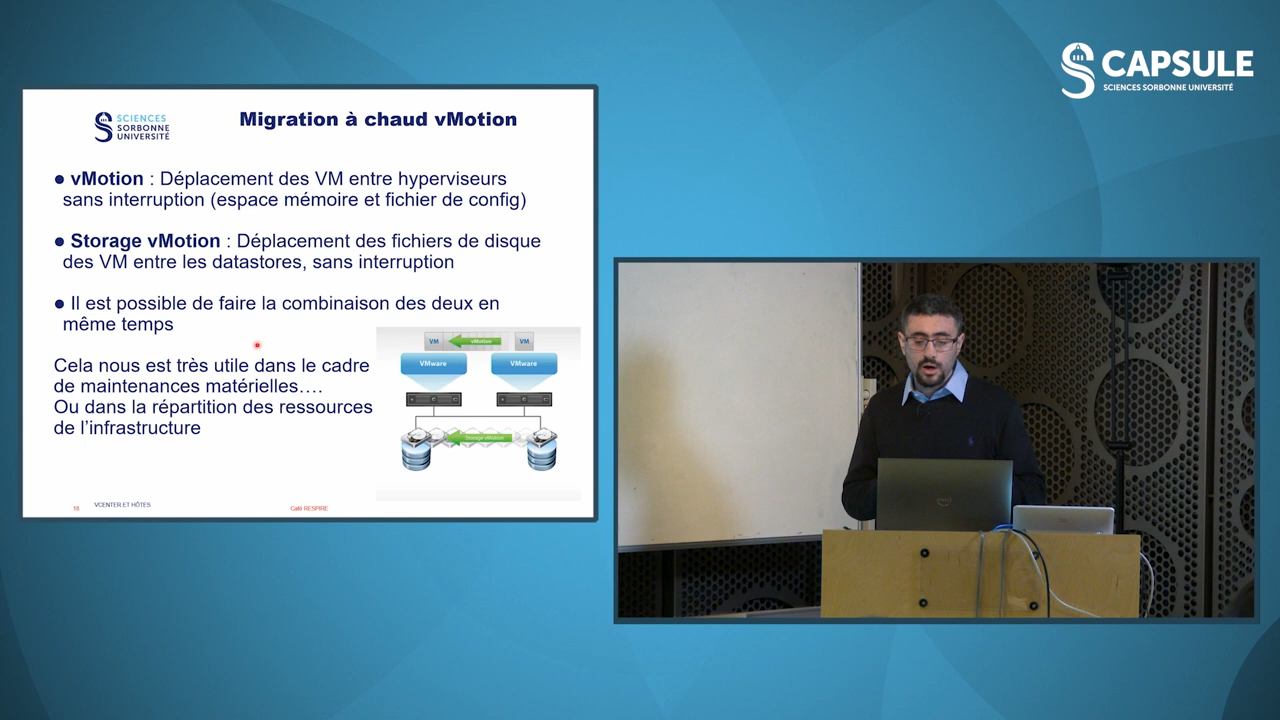 CAPSULE
SCIENCES SORBONNE UNIVERSITÉ
SCIENCES
SORBONNE
UNIVERSITÉ
Migration à chaud vMotion
● vMotion : Déplacement des VM entre hyperviseurs
sans interruption (espace mémoire et fichier de config)
● Storage vMotion : Déplacement des fichiers de disque
des VM entre les datastores, sans interruption
● Il est possible de faire la combinaison des deux en
même temps
Cela nous est très utile dans le cadre
de maintenances matérielles….
Ou dans la répartition des ressources
de l’infrastructure
VM vMotion VM
VMware VMware
Storage vMotion
16 VCENTER ET HÔTES Café RESPIRE
DELL